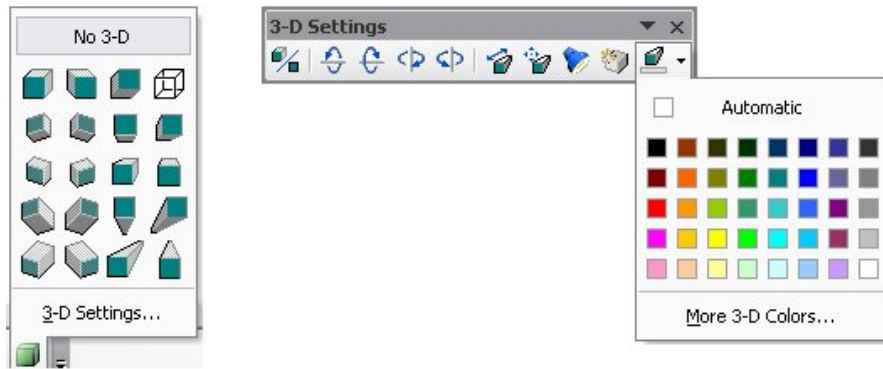 No 3-D
3-D Settings...
3-D Settings
Automatic
More 3-D Colors...